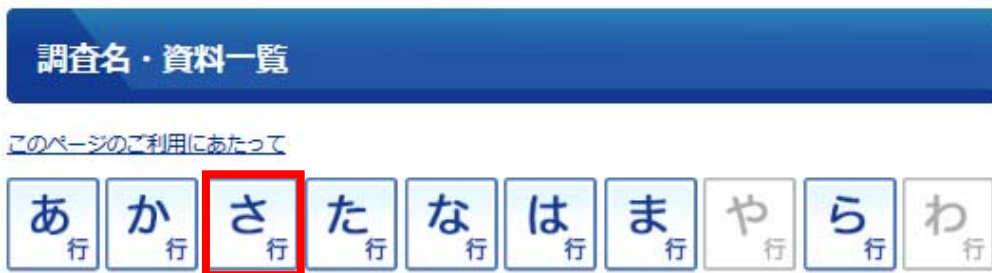 調査名・資料一覧
このページのご利用にあたって
あ行 か行 さ行 た行 な行 は行 ま行 や行 ら行 わ行